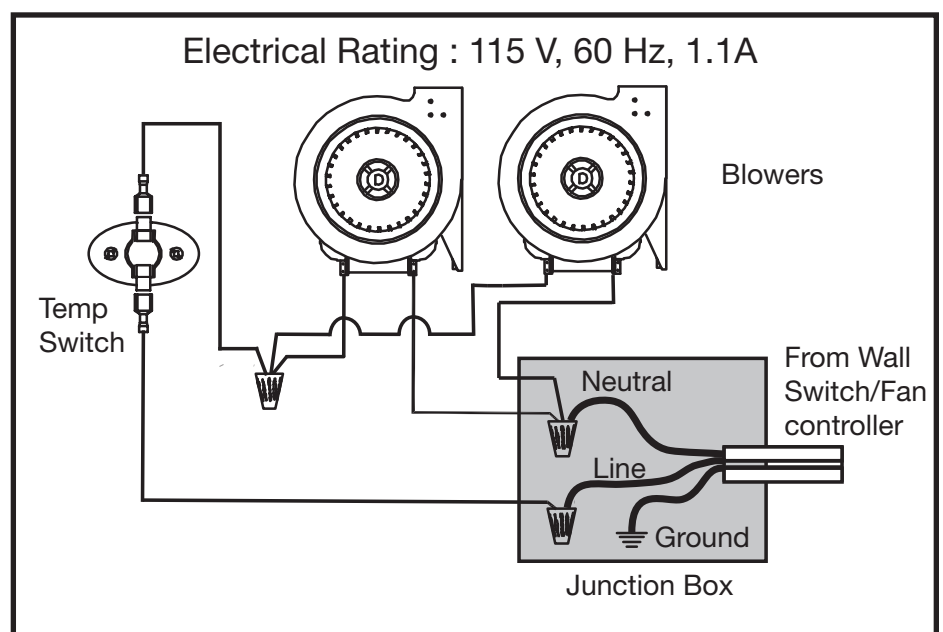 Electrical Rating : 115 V, 60 Hz, 1.1A
D
D
Blowers
Temp
Switch
From Wall
Switch/Fan
controller
Neutral
Line
Ground
Junction Box